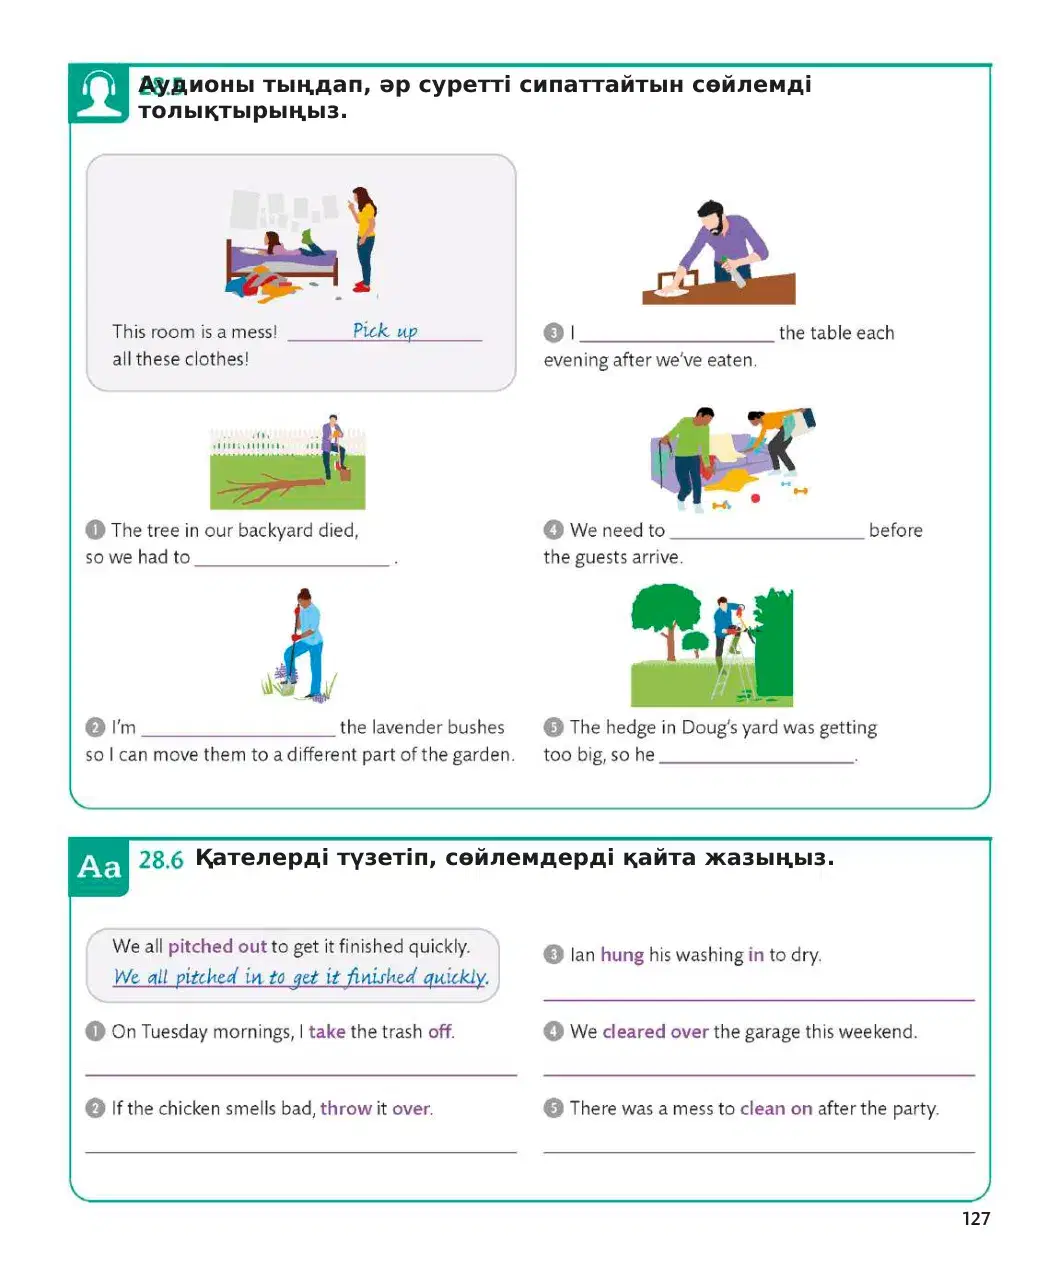 28.5 Аудионы тыңдап, әр суретті сипаттайтын сөйлемді
толықтырыңыз.
This room is a mess! Pick up
all these clothes!
1 The tree in our backyard died,
so we had to ____ .
2 I'm ____ the lavender bushes
so I can move them to a different part of the garden.
3 I ____ the table each
evening after we've eaten.
4 We need to ____ before
the guests arrive.
5 The hedge in Doug's yard was getting
too big, so he ____.
Aa 28.6 Қателерді түзетіп, сөйлемдерді қайта жазыңыз.
We all pitched out to get it finished quickly.
We all pitched in to get it finished quickly.
1 On Tuesday mornings, I take the trash off.
2 If the chicken smells bad, throw it over.
3 Ian hung his washing in to dry.
4 We cleared over the garage this weekend.
5 There was a mess to clean on after the party.
127